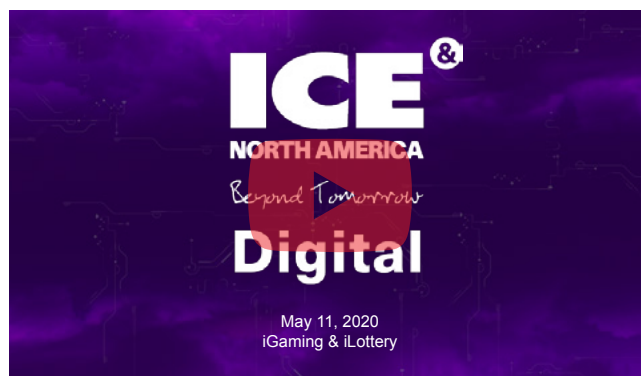 ICE &
NORTH AMERICA
Beyond Tomorrow
Digital
May 11, 2020
iGaming & iLottery